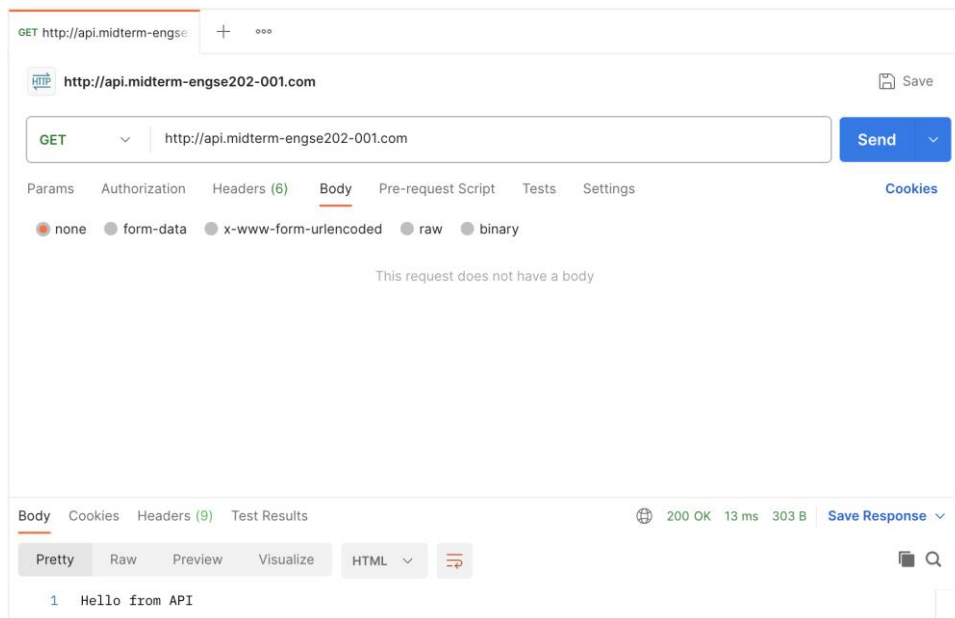 GET http://api.midterm-engse
HTTP http://api.midterm-engse202-001.com Save
GET http://api.midterm-engse202-001.com Send
Params Authorization Headers (6) Body Pre-request Script Tests Settings Cookies
none form-data x-www-form-urlencoded raw binary
This request does not have a body
Body Cookies Headers (9) Test Results 200 OK 13 ms 303 B Save Response
Pretty Raw Preview Visualize HTML
1 Hello from API